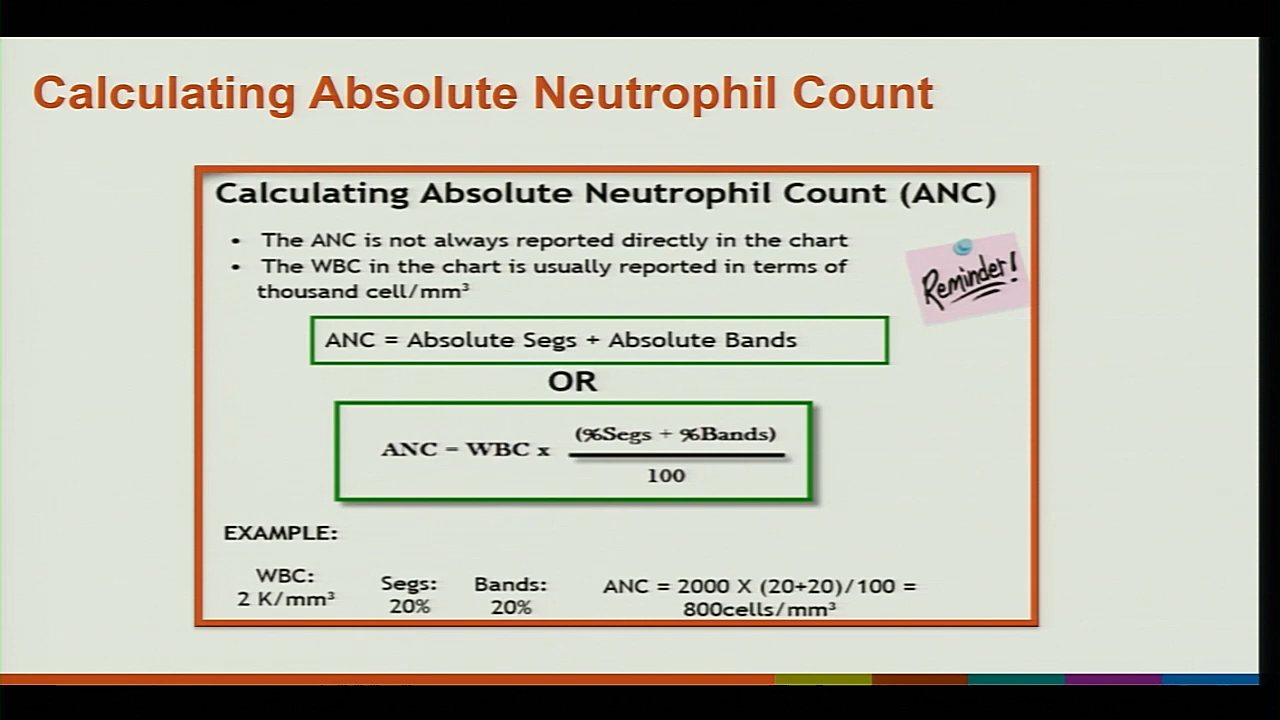 Calculating Absolute Neutrophil Count
Calculating Absolute Neutrophil Count (ANC)
• The ANC is not always reported directly in the chart
• The WBC in the chart is usually reported in terms of
thousand cell/mm³
Reminder!
ANC = Absolute Segs + Absolute Bands
OR
ANC = WBC x (%Segs + %Bands)
100
EXAMPLE:
WBC:
2 K/mm³
Segs:
20%
Bands:
20%
ANC = 2000 X (20+20)/100 =
800cells/mm³